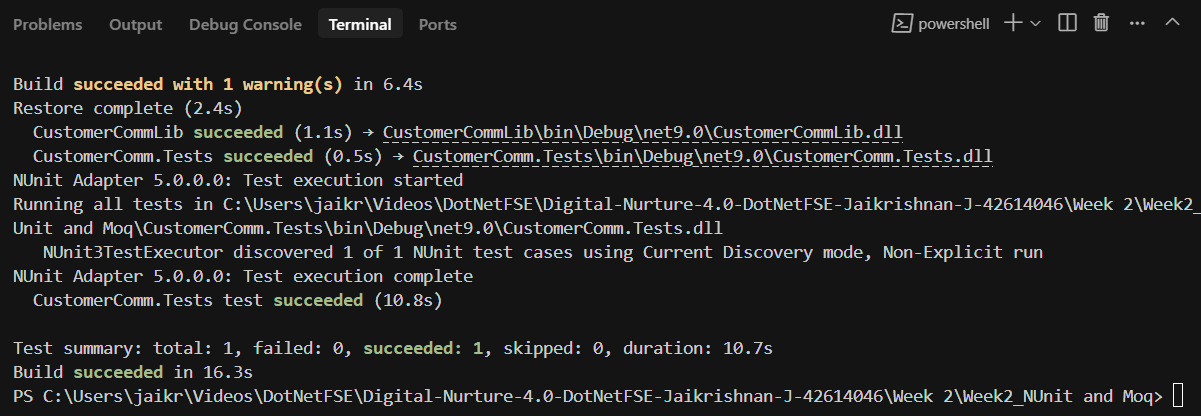 Problems Output Debug Console Terminal Ports powershell
Build succeeded with 1 warning(s) in 6.4s
Restore complete (2.4s)
CustomerCommLib succeeded (1.1s) → CustomerCommLib\bin\Debug\net9.0\CustomerCommLib.dll
CustomerComm.Tests succeeded (0.5s) → CustomerComm.Tests\bin\Debug\net9.0\CustomerComm.Tests.dll
NUnit Adapter 5.0.0.0: Test execution started
Running all tests in C:\Users\jaikr\Videos\DotNetFSE\Digital-Nurture-4.0-DotNetFSE-Jaikrishnan-J-42614046\Week 2\Week2_
Unit and Moq\CustomerComm.Tests\bin\Debug\net9.0\CustomerComm.Tests.dll
NUnit3TestExecutor discovered 1 of 1 NUnit test cases using Current Discovery mode, Non-Explicit run
NUnit Adapter 5.0.0.0: Test execution complete
CustomerComm.Tests test succeeded (10.8s)
Test summary: total: 1, failed: 0, succeeded: 1, skipped: 0, duration: 10.7s
Build succeeded in 16.3s
PS C:\Users\jaikr\Videos\DotNetFSE\Digital-Nurture-4.0-DotNetFSE-Jaikrishnan-J-42614046\Week 2\Week2_NUnit and Moq>